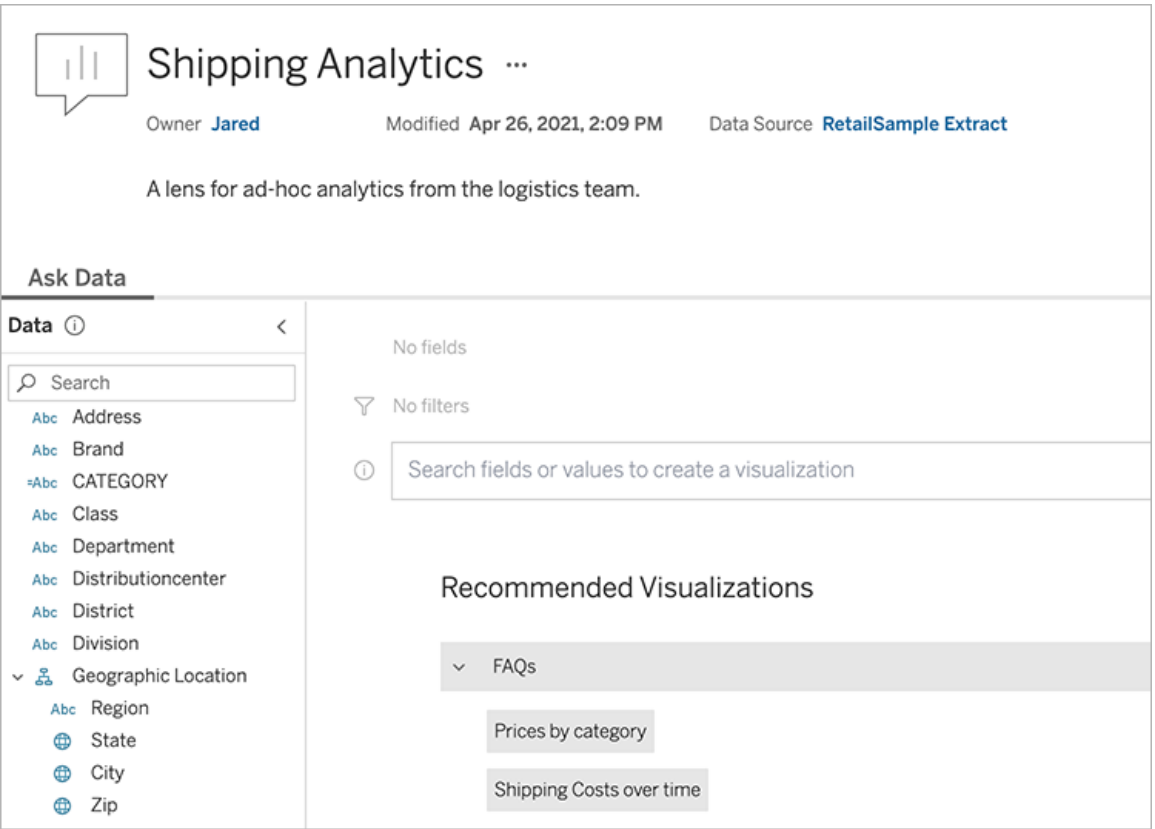 Shipping Analytics ...
Owner Jared Modified Apr 26, 2021, 2:09 PM Data Source RetailSample Extract
A lens for ad-hoc analytics from the logistics team.
Ask Data
Data
Search
Abc Address
Abc Brand
=Abc CATEGORY
Abc Class
Abc Department
Abc Distributioncenter
Abc District
Abc Division
Geographic Location
Abc Region
State
City
Zip
No fields
No filters
Search fields or values to create a visualization
Recommended Visualizations
FAQs
Prices by category
Shipping Costs over time